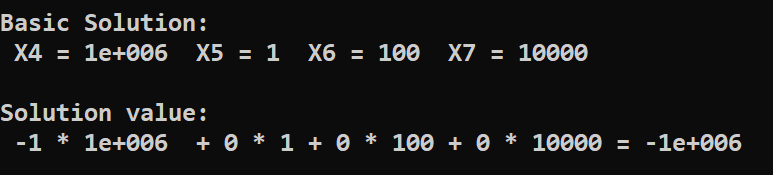 Basic Solution:
X4 = 1e+006  X5 = 1  X6 = 100  X7 = 10000
Solution value:
-1 * 1e+006  + 0 * 1 + 0 * 100 + 0 * 10000 = -1e+006